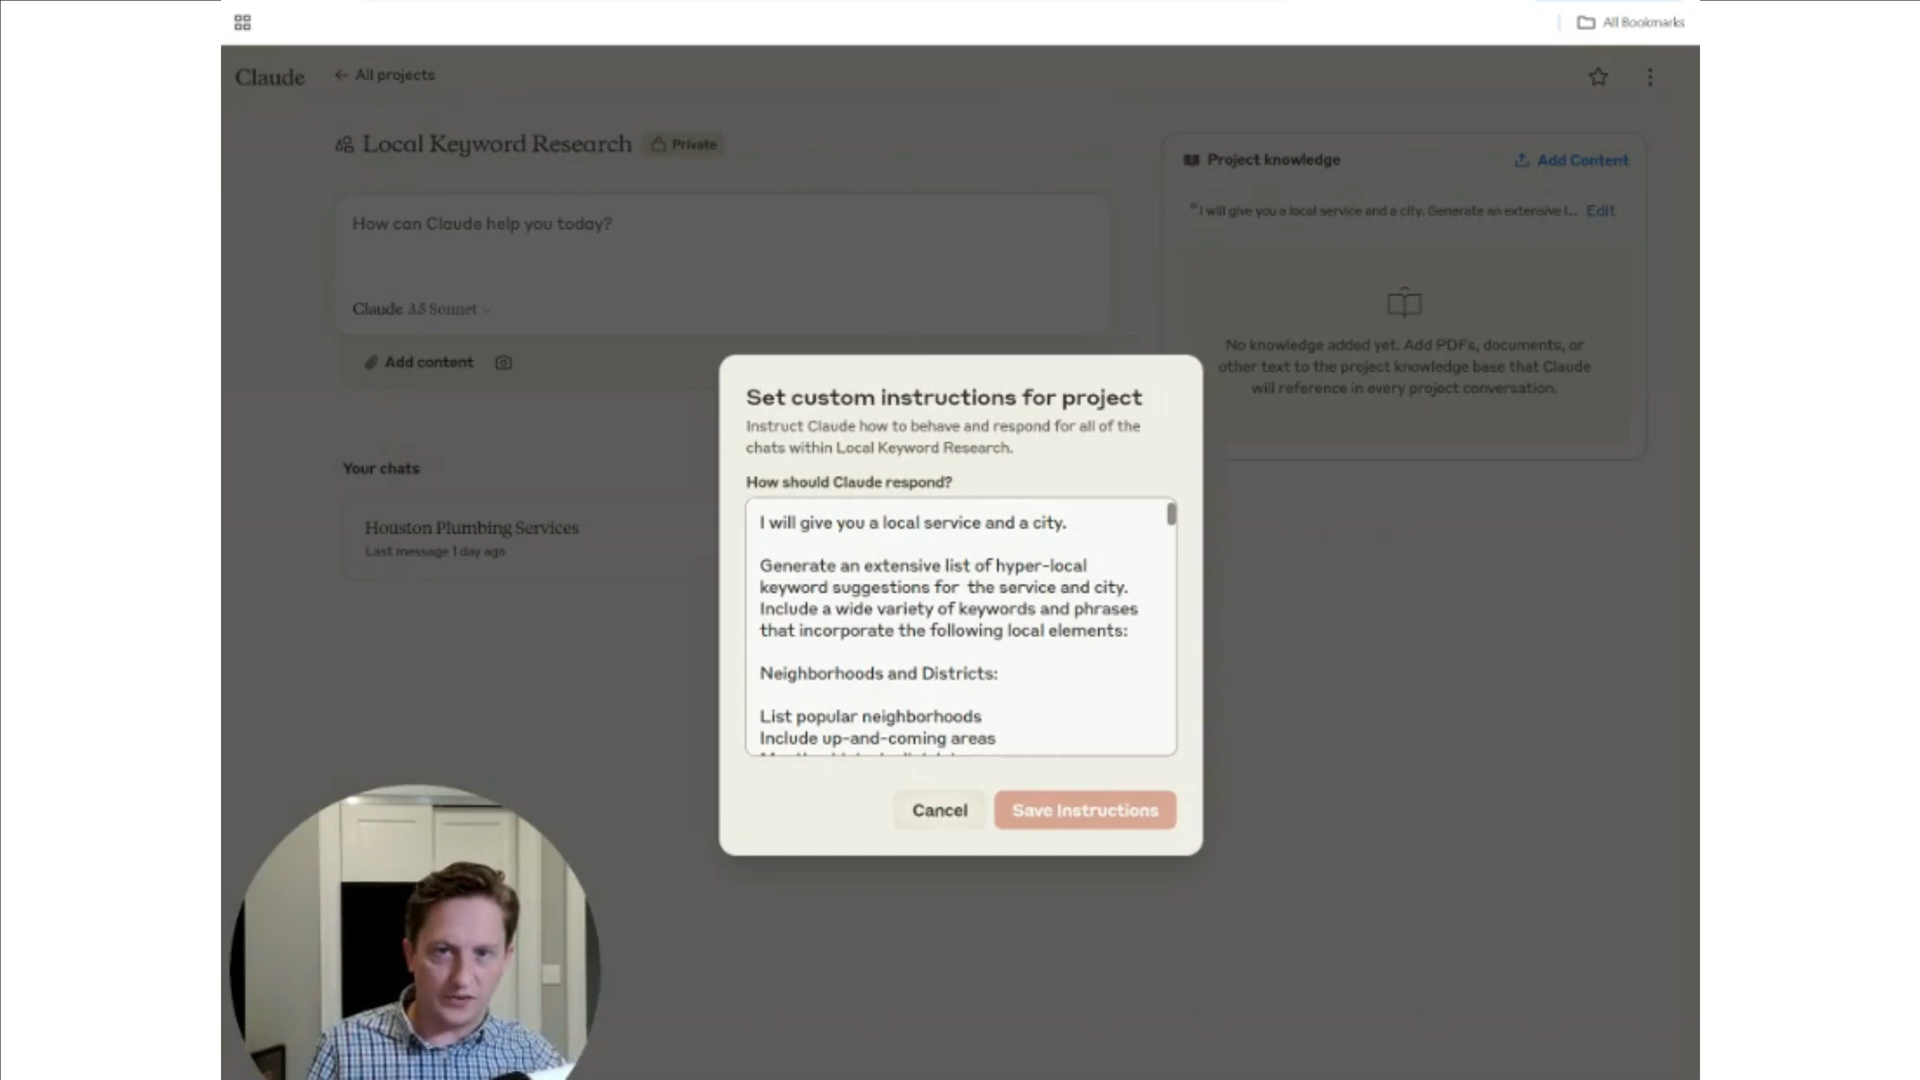 All Bookmarks
Claude
← All projects
Local Keyword Research
Private
How can Claude help you today?
Claude 3.5 Sonnet
Add content
Project knowledge
Add Content
"I will give you a local service and a city. Generate an extensive l... Edit
No knowledge added yet. Add PDFs, documents, or
other text to the project knowledge base that Claude
will reference in every project conversation.
Your chats
Houston Plumbing Services
Last message 1 day ago
Set custom instructions for project
Instruct Claude how to behave and respond for all of the
chats within Local Keyword Research.
How should Claude respond?
I will give you a local service and a city.
Generate an extensive list of hyper-local
keyword suggestions for  the service and city.
Include a wide variety of keywords and phrases
that incorporate the following local elements:
Neighborhoods and Districts:
List popular neighborhoods
Include up-and-coming areas
Cancel
Save Instructions